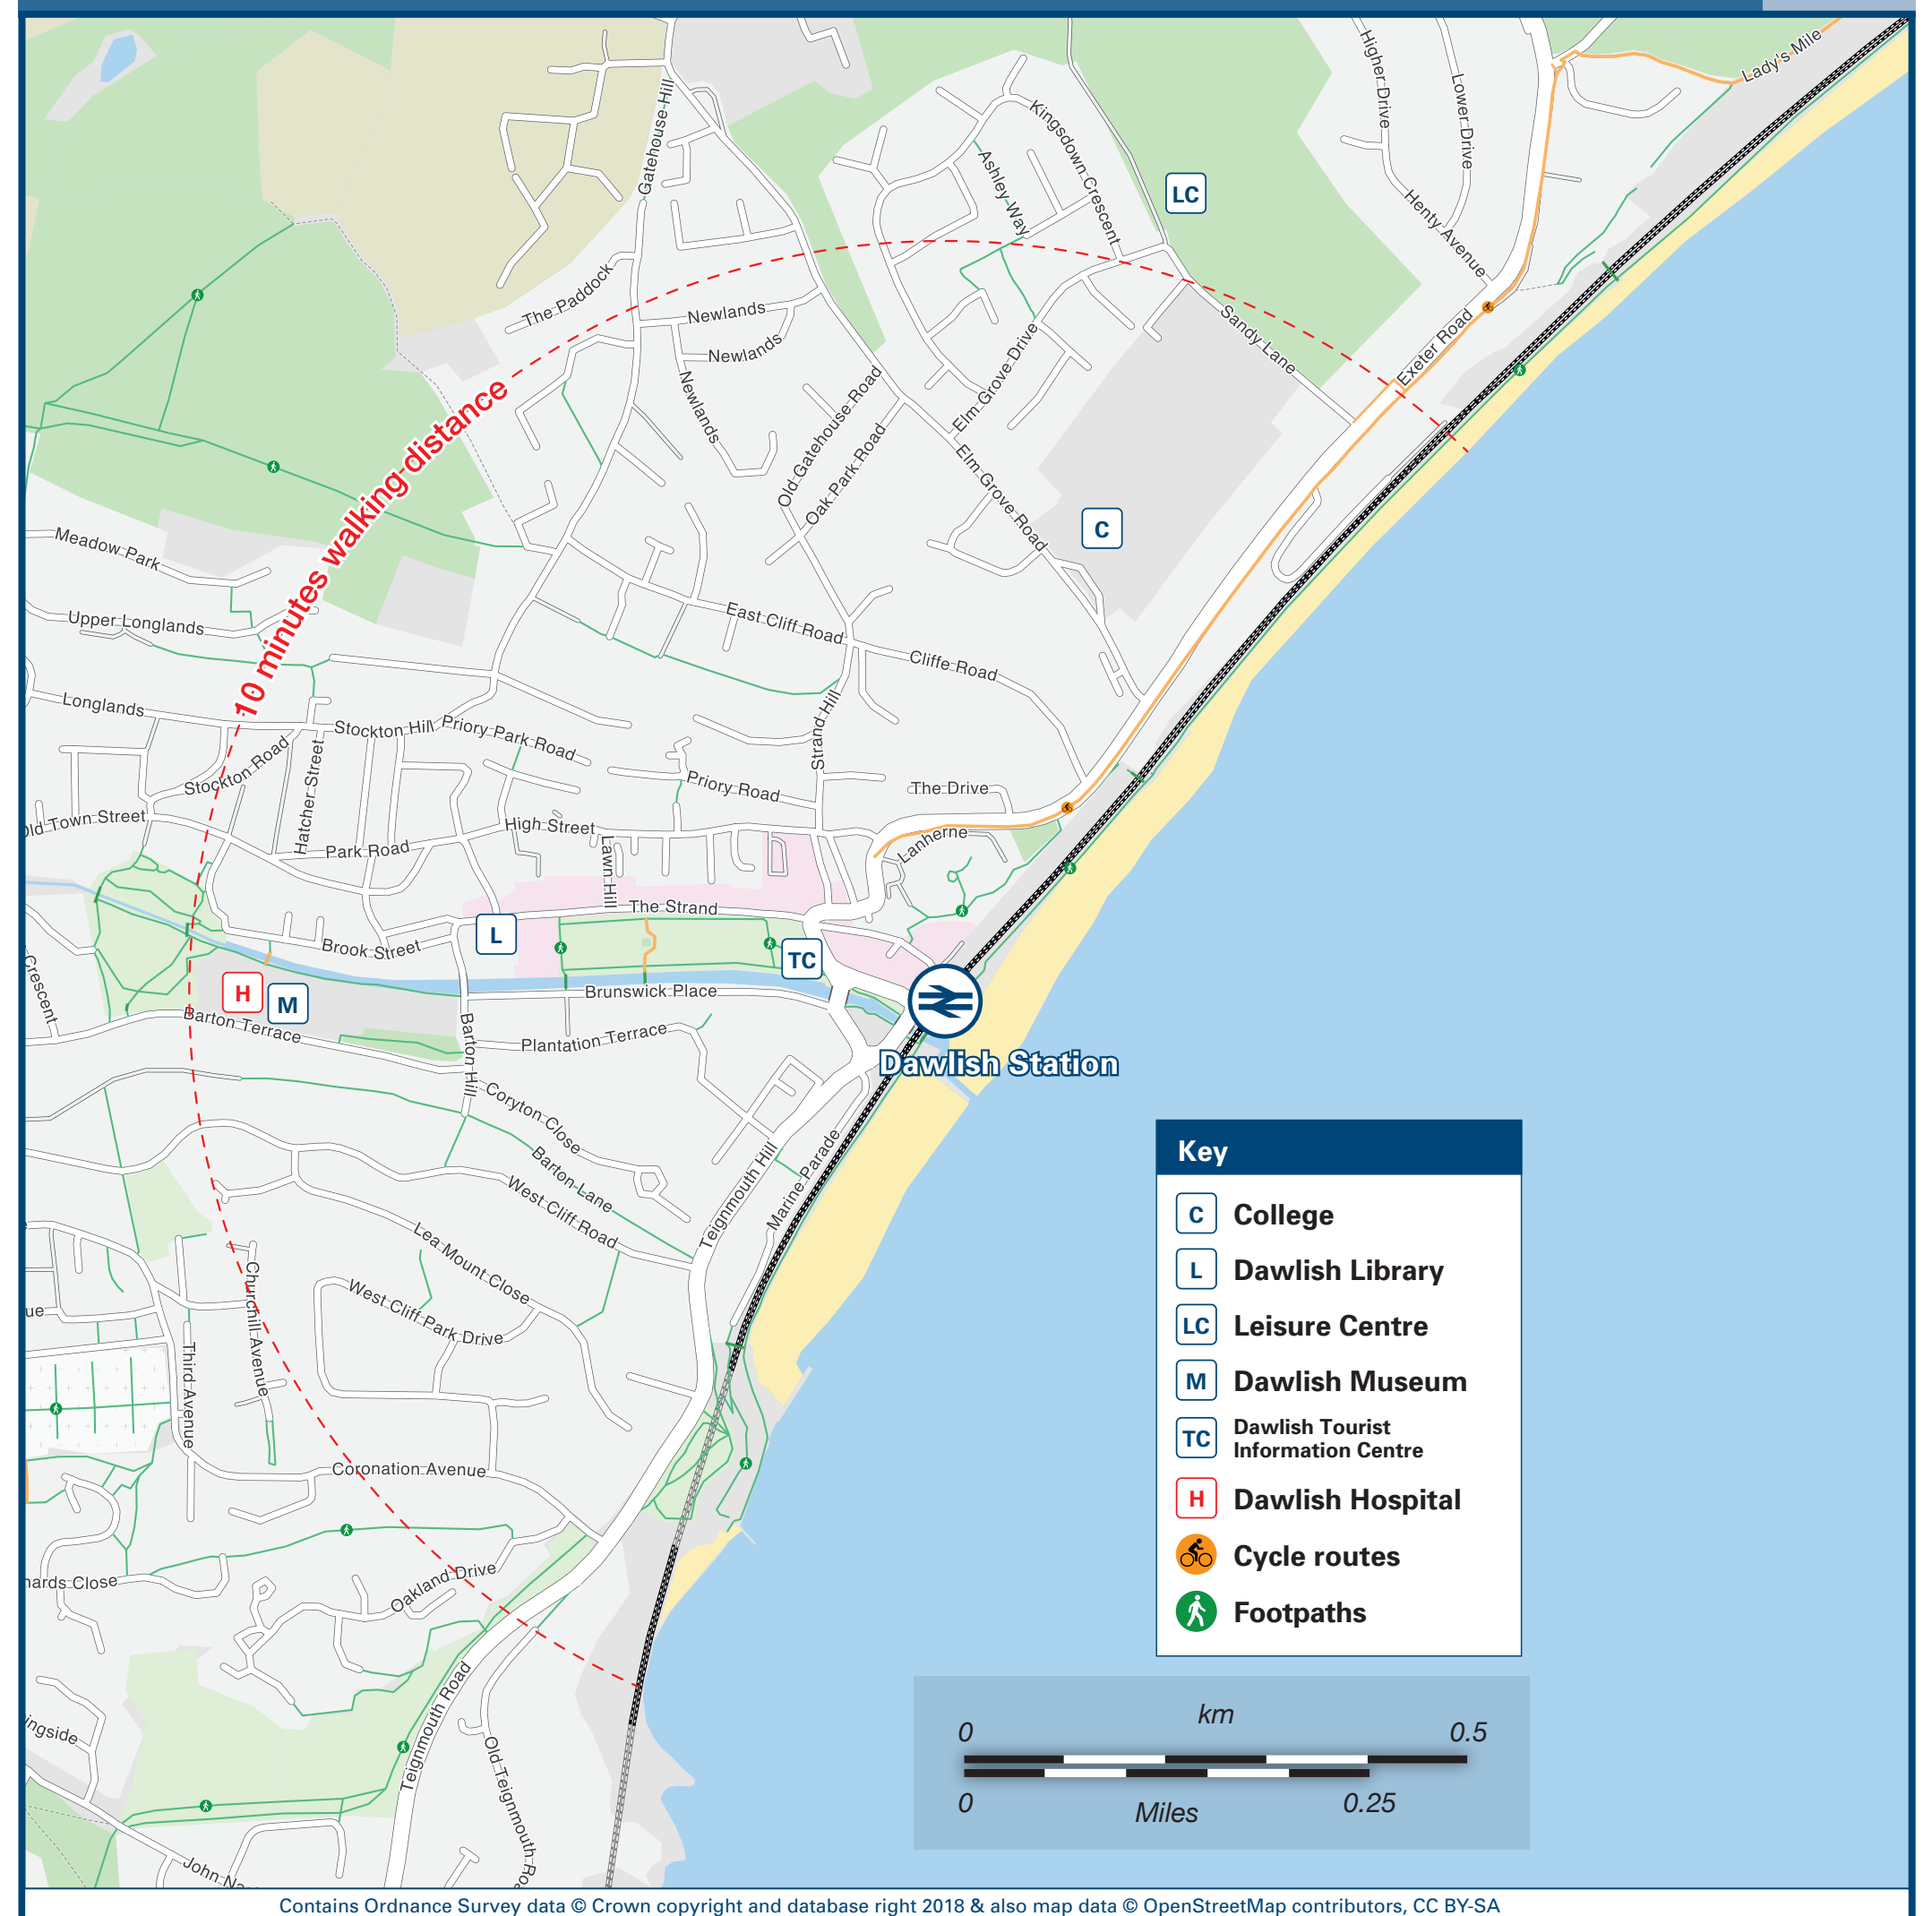 Lady's Mile
Higher Drive
Lower Drive
Gatehouse Hill
Kingsdown Crescent
Ashley Way
LC
Henty Avenue
The Paddock
Newlands
Newlands
Newlands
Sandy Lane
Exeter Road
Elm Grove Drive
Old Gatehouse Road
Oak Park Road
Elm Grove Road
10 minutes walking distance
C
Meadow Park
Upper Longlands
East Cliff Road
Cliffe Road
Longlands
Stockton Hill
Priory Park Road
Strand Hill
Stockton Road
Hatcher Street
Priory Road
The Drive
Old Town Street
High Street
Lanherne
Park Road
Lawn Hill
The Strand
L
Brook Street
TC
Crescent
H
M
Brunswick Place
Barton Terrace
Barton Hill
Plantation Terrace
Dawlish Station
Coryton Close
Barton Lane
West Cliff Road
Teignmouth Hill
Marine Parade
Lea Mount Close
Churchill Avenue
West Cliff Park Drive
ue
Third Avenue
Coronation Avenue
Oakland Drive
hards Close
Teignmouth Road
ingside
Old Teignmouth Ro
John Na
Key
C College
L Dawlish Library
LC Leisure Centre
M Dawlish Museum
TC Dawlish Tourist
Information Centre
H Dawlish Hospital
Cycle routes
Footpaths
km
0 0.5
0 Miles 0.25
Contains Ordnance Survey data © Crown copyright and database right 2018 & also map data © OpenStreetMap contributors, CC BY-SA